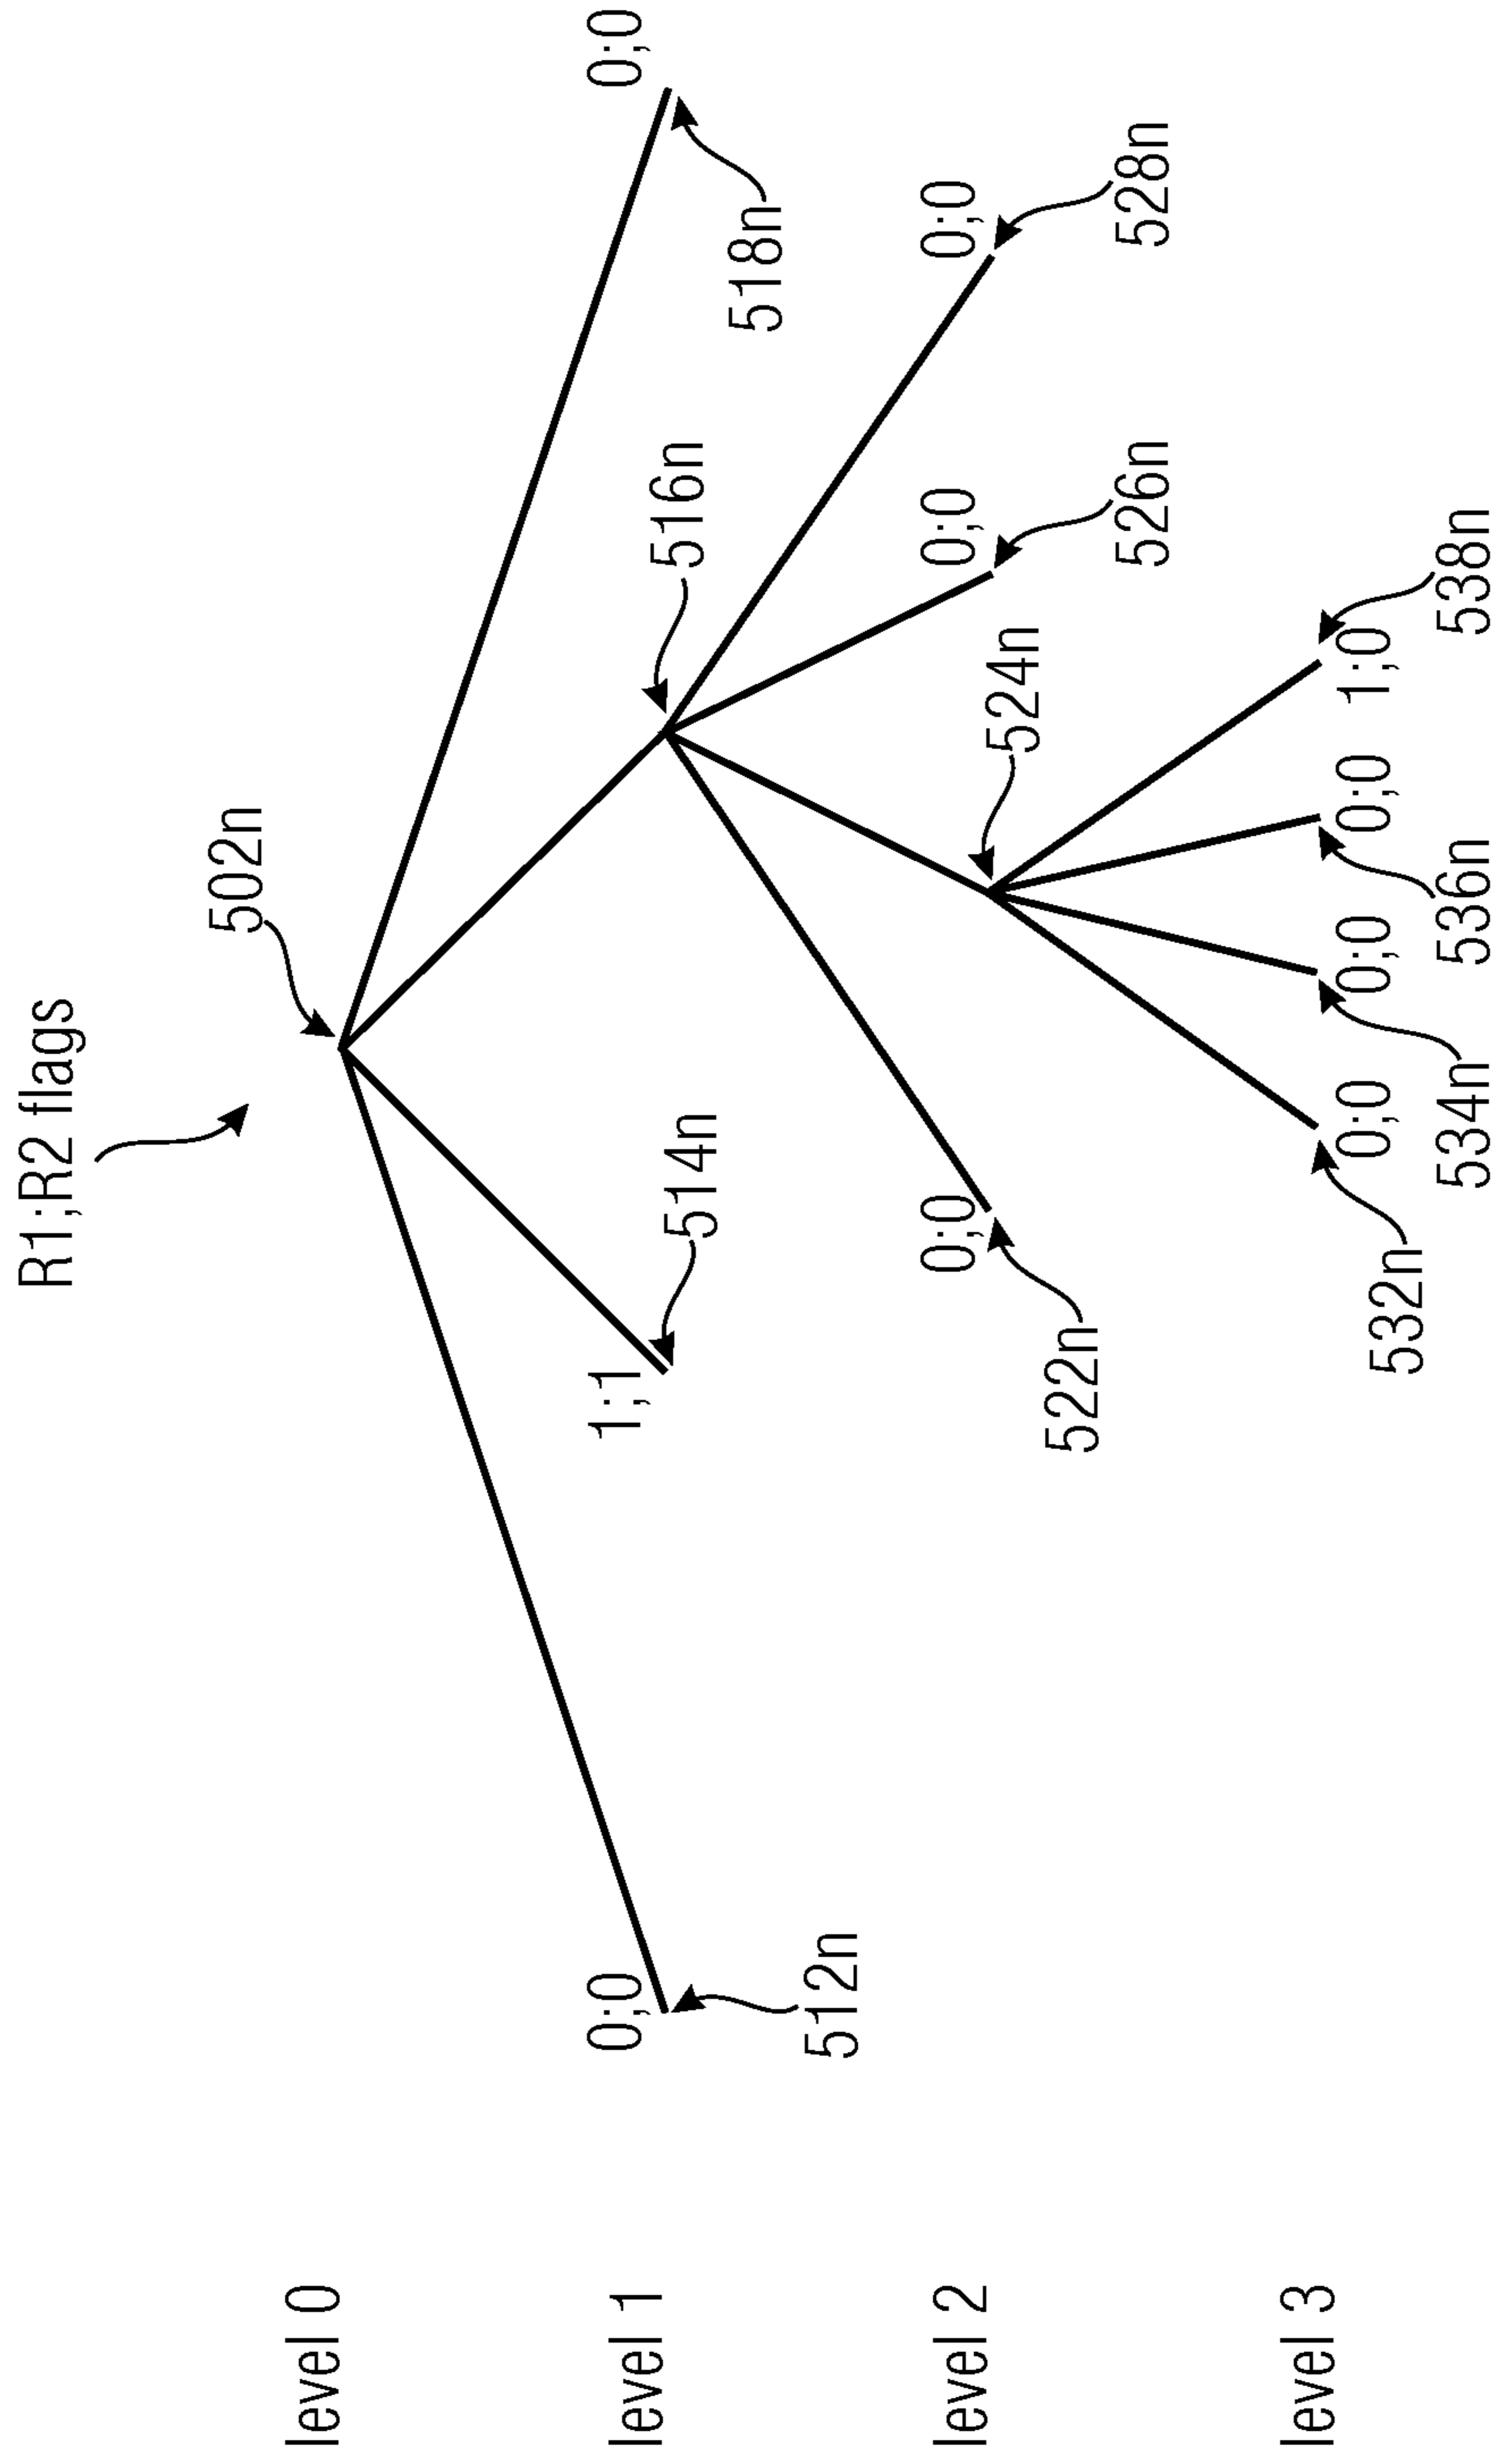 R1;R2 flags
502n
level 0
0;0
1;1
516n
0;0
level 1
512n
514n
518n
0;0
524n
0;0
0;0
level 2
522n
526n
528n
0;0
0;0
0;0
1;0
level 3
532n
534n
536n
538n